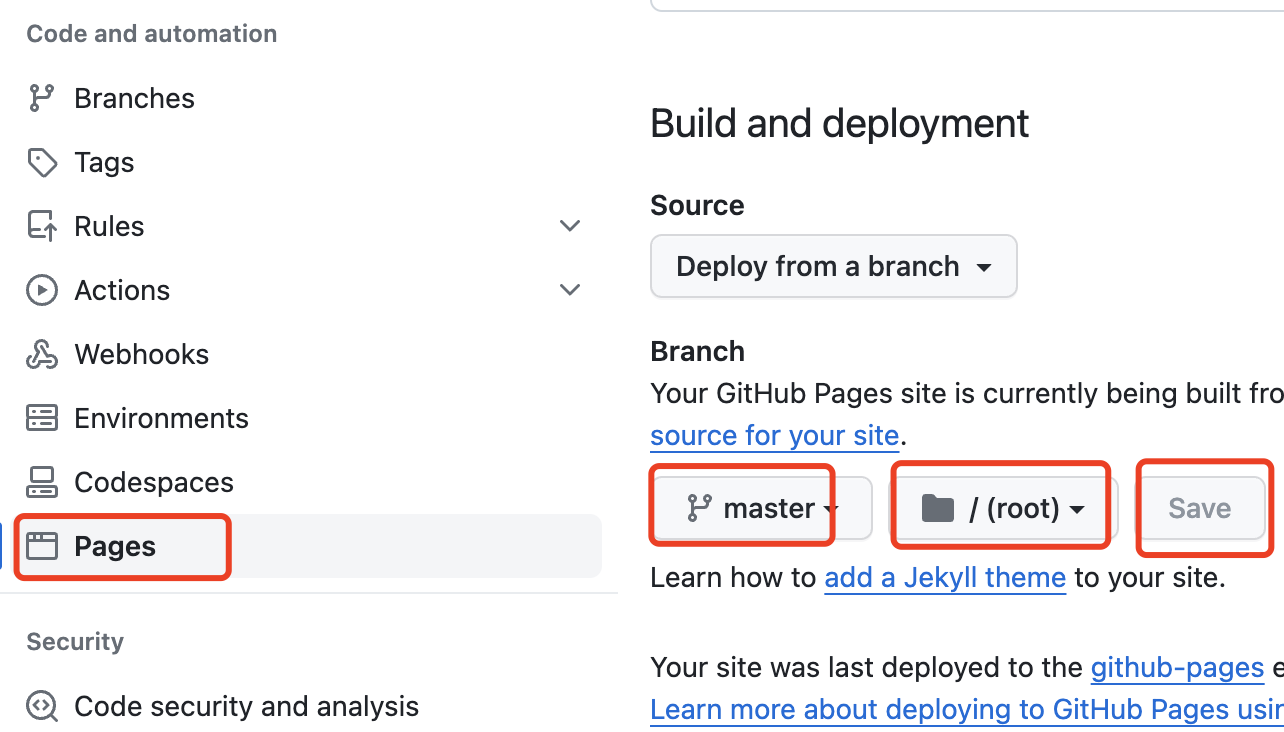 Code and automation
Branches
Tags
Rules
Actions
Webhooks
Environments
Codespaces
Pages
Security
Code security and analysis
Build and deployment
Source
Deploy from a branch
Branch
Your GitHub Pages site is currently being built fro
source for your site.
master
/ (root)
Save
Learn how to add a Jekyll theme to your site.
Your site was last deployed to the github-pages e
Learn more about deploying to GitHub Pages usin